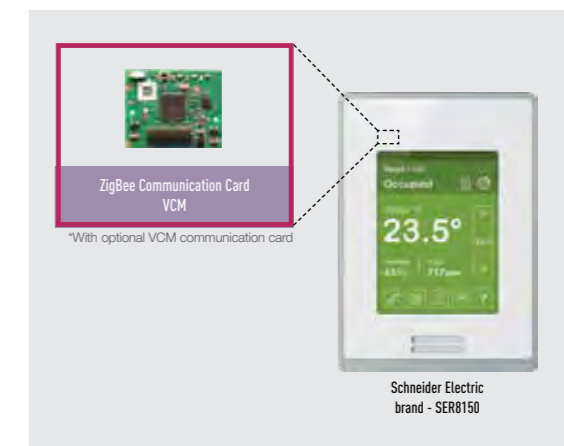 ZigBee Communication Card
VCM
*With optional VCM communication card
Occupied
23.5°
Schneider Electric
brand - SER8150